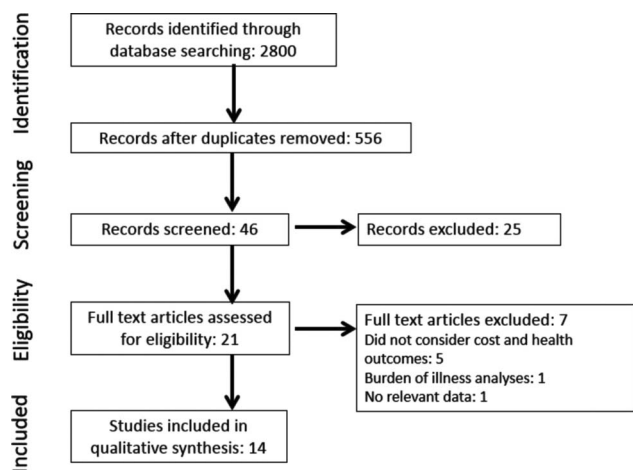 Identification
Records identified through
database searching: 2800
Records after duplicates removed: 556
Screening
Records screened: 46
Records excluded: 25
Eligibility
Full text articles assessed
for eligibility: 21
Full text articles excluded: 7
Did not consider cost and health
outcomes: 5
Burden of illness analyses: 1
No relevant data: 1
Included
Studies included in
qualitative synthesis: 14